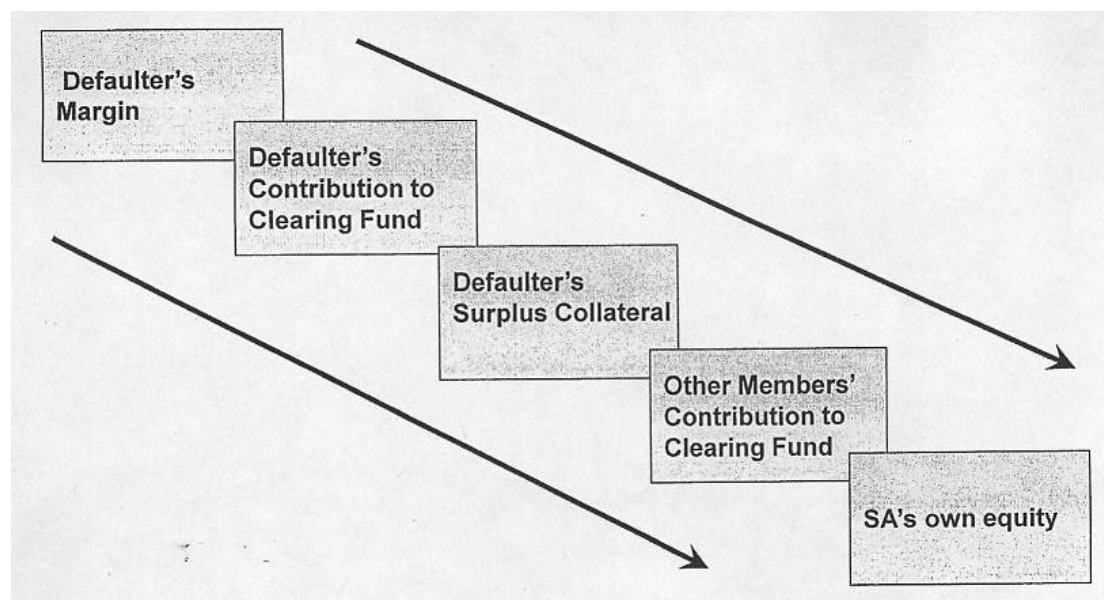 Defaulter's
Margin
Defaulter's
Contribution to
Clearing Fund
Defaulter's
Surplus Collateral
Other Members'
Contribution to
Clearing Fund
SA's own equity